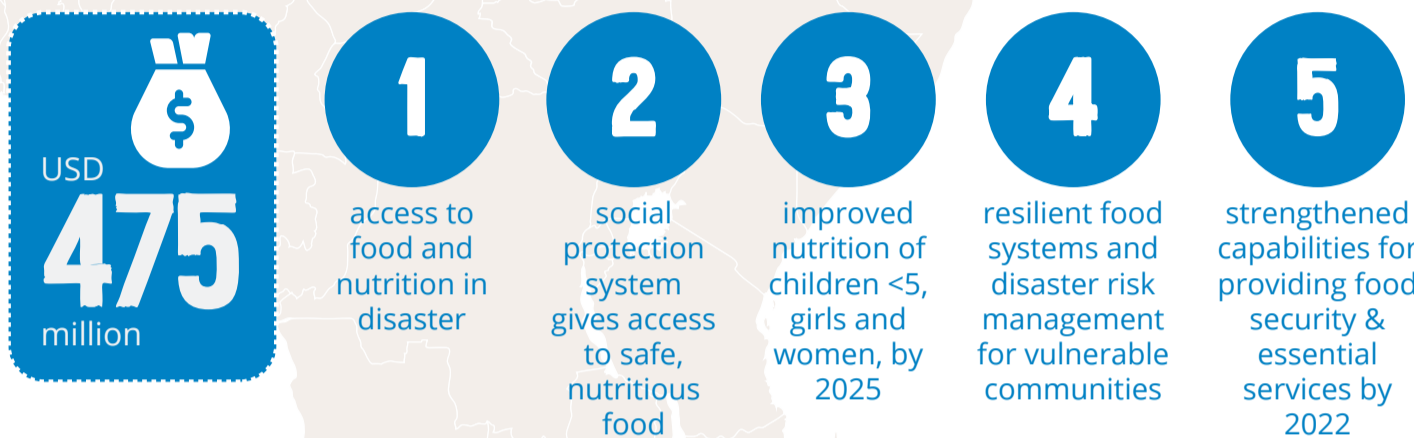 $
USD
475
million
1
access to
food and
nutrition in
disaster
2
social
protection
system
gives access
to safe,
nutritious
food
3
improved
nutrition of
children <5,
girls and
women, by
2025
4
resilient food
systems and
disaster risk
management
for vulnerable
communities
5
strengthened
capabilities for
providing food
security &
essential
services by
2022